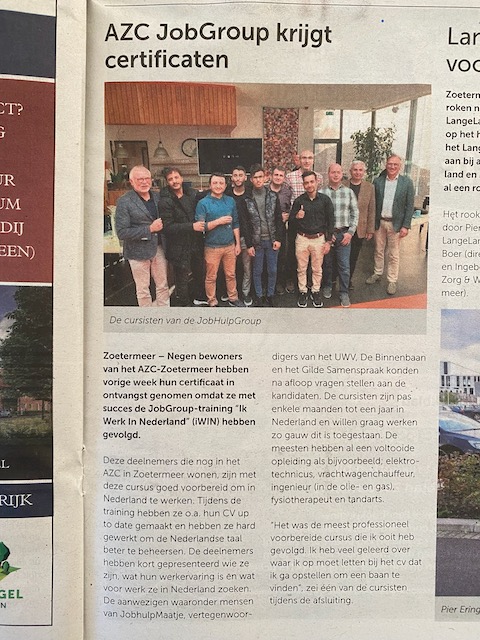 CT?
G
UR
UM
DIJ
EEN)
EL
RIJK
GEL
EN
AZC JobGroup krijgt
certificaten
De cursisten van de JobHulpGroup
Zoetermeer – Negen bewoners
van het AZC-Zoetermeer hebben
vorige week hun certificaat in
ontvangst genomen omdat ze met
succes de JobGroup-training "Ik
Werk In Nederland" (iWIN) hebben
gevolgd.
Deze deelnemers die nog in het
AZC in Zoetermeer wonen, zijn met
deze cursus goed voorbereid om in
Nederland te werken. Tijdens de
training hebben ze o.a. hun CV up
to date gemaakt en hebben ze hard
gewerkt om de Nederlandse taal
beter te beheersen. De deelnemers
hebben kort gepresenteerd wie ze
zijn, wat hun werkervaring is en wat
voor werk ze in Nederland zoeken.
De aanwezigen waaronder mensen
van JobhulpMaatje, vertegenwoor-
digers van het UWV, De Binnenbaan
en het Gilde Samenspraak konden
na afloop vragen stellen aan de
kandidaten. De cursisten zijn pas
enkele maanden tot een jaar in
Nederland en willen graag werken
zo gauw dit is toegestaan. De
meesten hebben al een voltooide
opleiding als bijvoorbeeld; elektro-
technicus, vrachtwagenchauffeur,
ingenieur (in de olie- en gas),
fysiotherapeut en tandarts.
"Het was de meest professioneel
voorbereide cursus die ik ooit heb
gevolgd. Ik heb veel geleerd over
waar ik op moet letten bij het cv dat
ik ga opstellen om een baan te
vinden"; zei één van de cursisten
tijdens de afsluiting.
Lan
voo
Zoeterm
roken n
LangeLa
op het h
het Lang
aan bij a
land en
al een ro
Het rook
door Pier
LangeLan
Boer (dire
en Ingeb
Zorg & W
meer).
Pier Ering